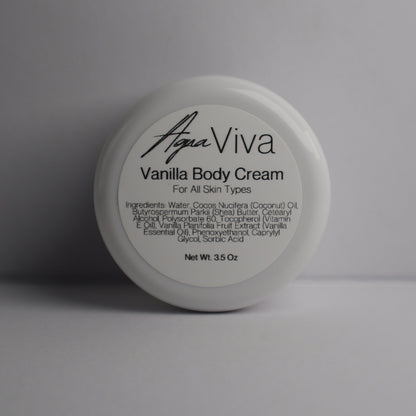 Aqua Viva
Vanilla Body Cream
For All Skin Types
Ingredients: Water, Cocos Nucifera (Coconut) Oil,
Butyrospermum Parkii (Shea) Butter, Cetearyl
Alcohol, Polysorbate 60, Tocopherol (Vitamin
E Oil), Vanilla Planifolia Fruit Extract (Vanilla
Essential Oil), Phenoxyethanol, Caprylyl
Glycol, Sorbic Acid
Net Wt. 3.5 Oz